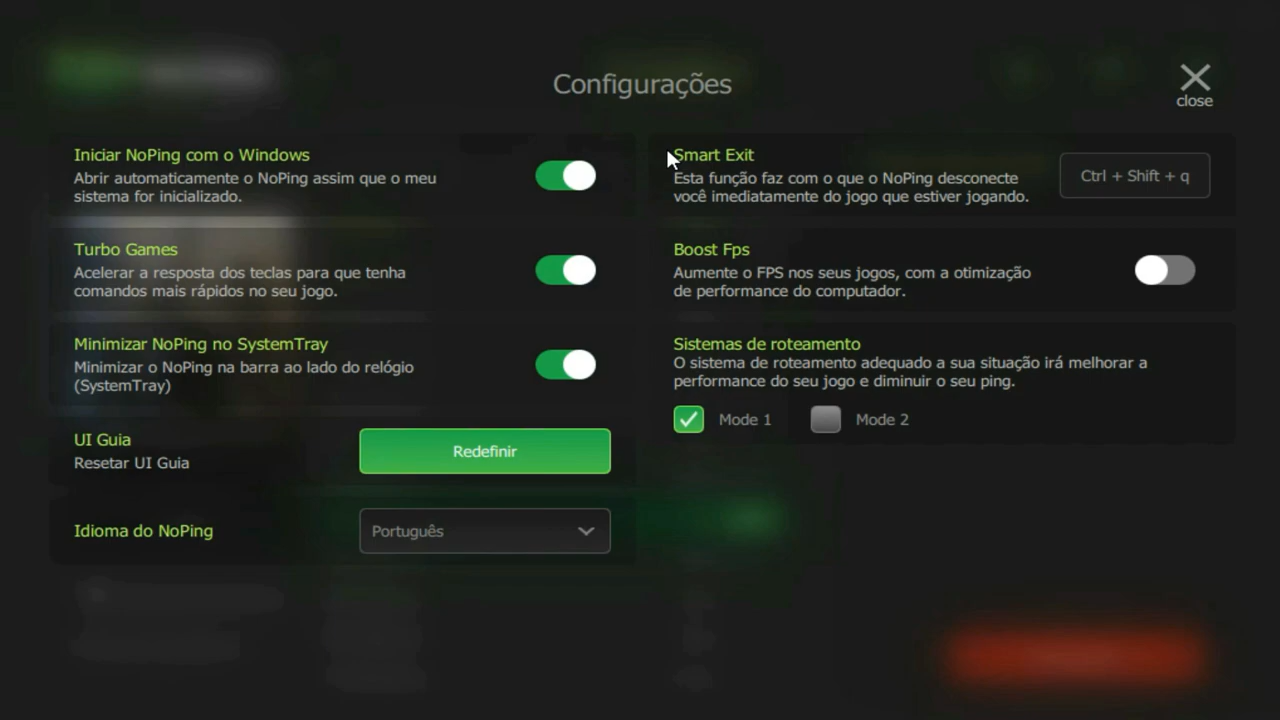 Configurações
close
Iniciar NoPing com o Windows
Abrir automaticamente o NoPing assim que o meu
sistema for inicializado.
Turbo Games
Acelerar a resposta dos teclas para que tenha
comandos mais rápidos no seu jogo.
Minimizar NoPing no SystemTray
Minimizar o NoPing na barra ao lado do relógio
(SystemTray)
UI Guia
Resetar UI Guia
Redefinir
Idioma do NoPing
Português
Smart Exit
Esta função faz com o que o NoPing desconecte
você imediatamente do jogo que estiver jogando.
Ctrl + Shift + q
Boost Fps
Aumente o FPS nos seus jogos, com a otimização
de performance do computador.
Sistemas de roteamento
O sistema de roteamento adequado a sua situação irá melhorar a
performance do seu jogo e diminuir o seu ping.
Mode 1
Mode 2